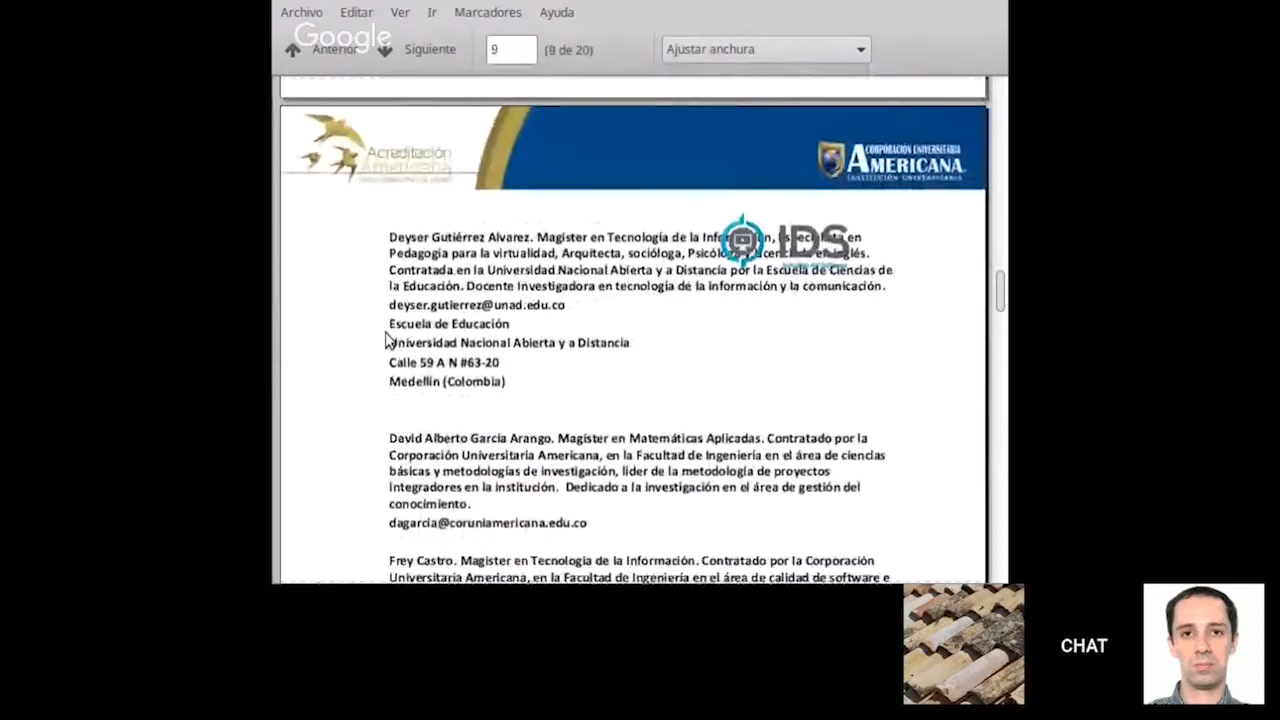 Archivo Editar Ver Ir Marcadores Ayuda
Google
Anterior Siguiente 9 (9 de 20) Ajustar anchura
Acreditación
Americana
CORPORACIÓN UNIVERSITARIA
AMERICANA
INSTITUCIÓN UNIVERSITARIA
IDS
Deyser Gutiérrez Alvarez. Magister en Tecnología de la Información, Especialista en
Pedagogía para la virtualidad, Arquitecta, socióloga, Psicóloga y Licenciada en Inglés.
Contratada en la Universidad Nacional Abierta y a Distancia por la Escuela de Ciencias de
la Educación. Docente Investigadora en tecnología de la información y la comunicación.
deyser.gutierrez@unad.edu.co
Escuela de Educación
Universidad Nacional Abierta y a Distancia
Calle 59 A N #63-20
Medellín (Colombia)
David Alberto García Arango. Magíster en Matemáticas Aplicadas. Contratado por la
Corporación Universitaria Americana, en la Facultad de Ingeniería en el área de ciencias
básicas y metodologías de investigación, líder de la metodología de proyectos
integradores en la institución. Dedicado a la investigación en el área de gestión del
conocimiento.
dagarcia@coruniamericana.edu.co
Frey Castro. Magister en Tecnología de la Información. Contratado por la Corporación
Universitaria Americana, en la Facultad de Ingeniería en el área de calidad de software e
CHAT